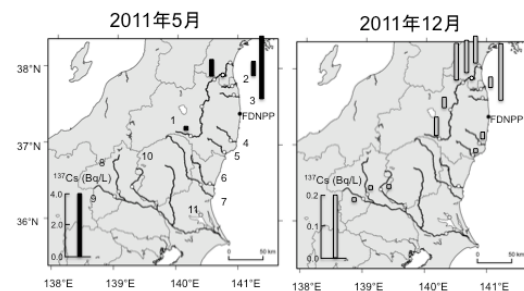 2011年5月
2011年12月
38˚N
37˚N
36˚N
2
3
FDNPP
1
4
5
10
8
6
7
9
11
¹³⁷Cs (Bq/L)
4.0
2.0
0.0
0 50 km
138˚E 139˚E 140˚E 141˚E
38˚N
37˚N
36˚N
FDNPP
¹³⁷Cs (Bq/L)
0.2
0.1
0.0
0 50 km
138˚E 139˚E 140˚E 141˚E